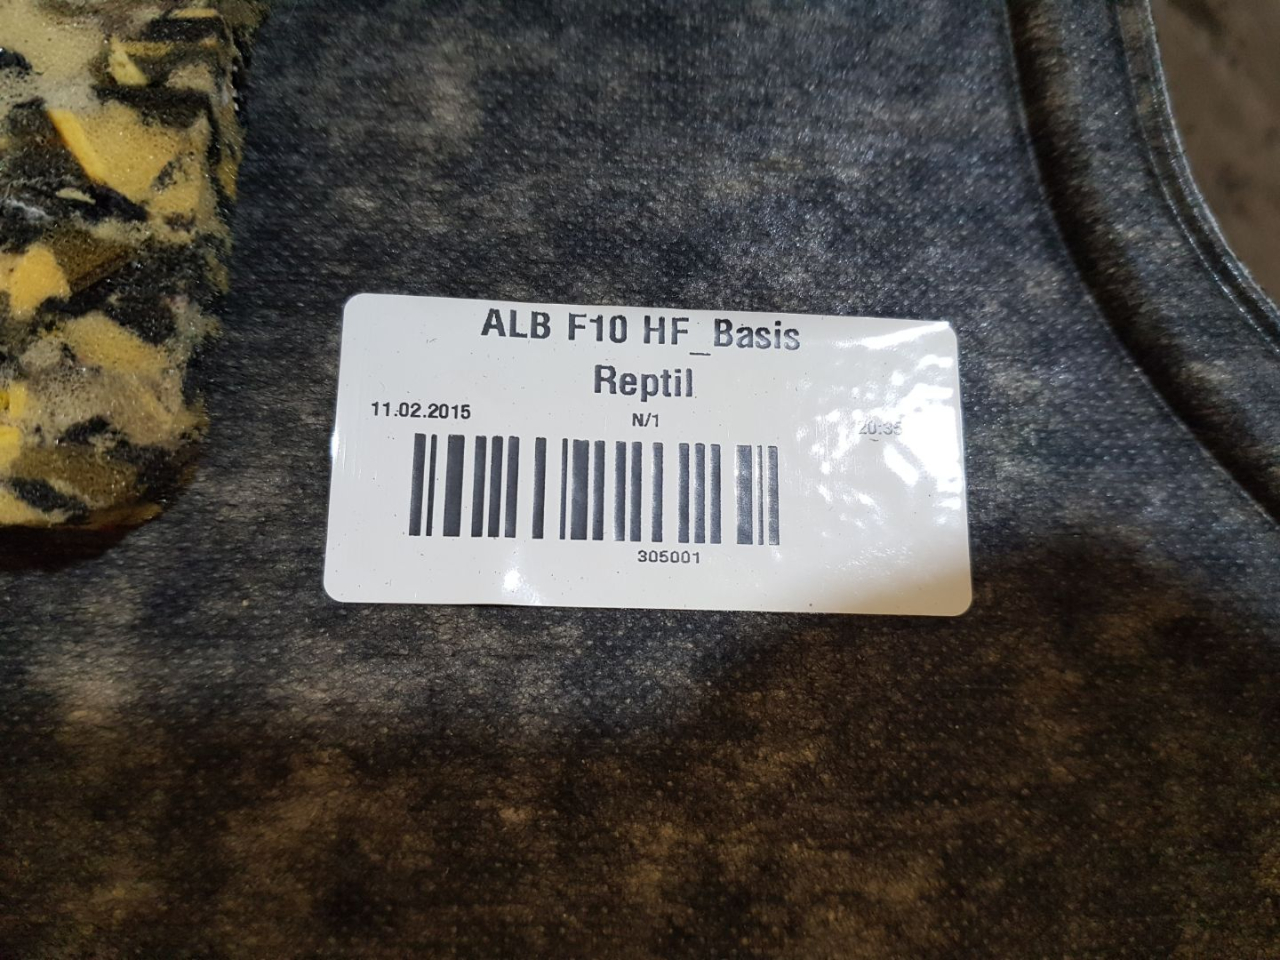 ALB F10 HF_Basis
Reptil
11.02.2015 N/1 20:35
305001